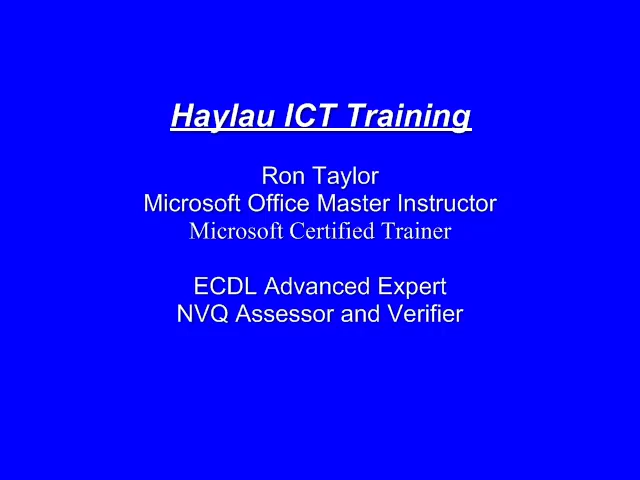 Haylau ICT Training
Ron Taylor
Microsoft Office Master Instructor
Microsoft Certified Trainer
ECDL Advanced Expert
NVQ Assessor and Verifier